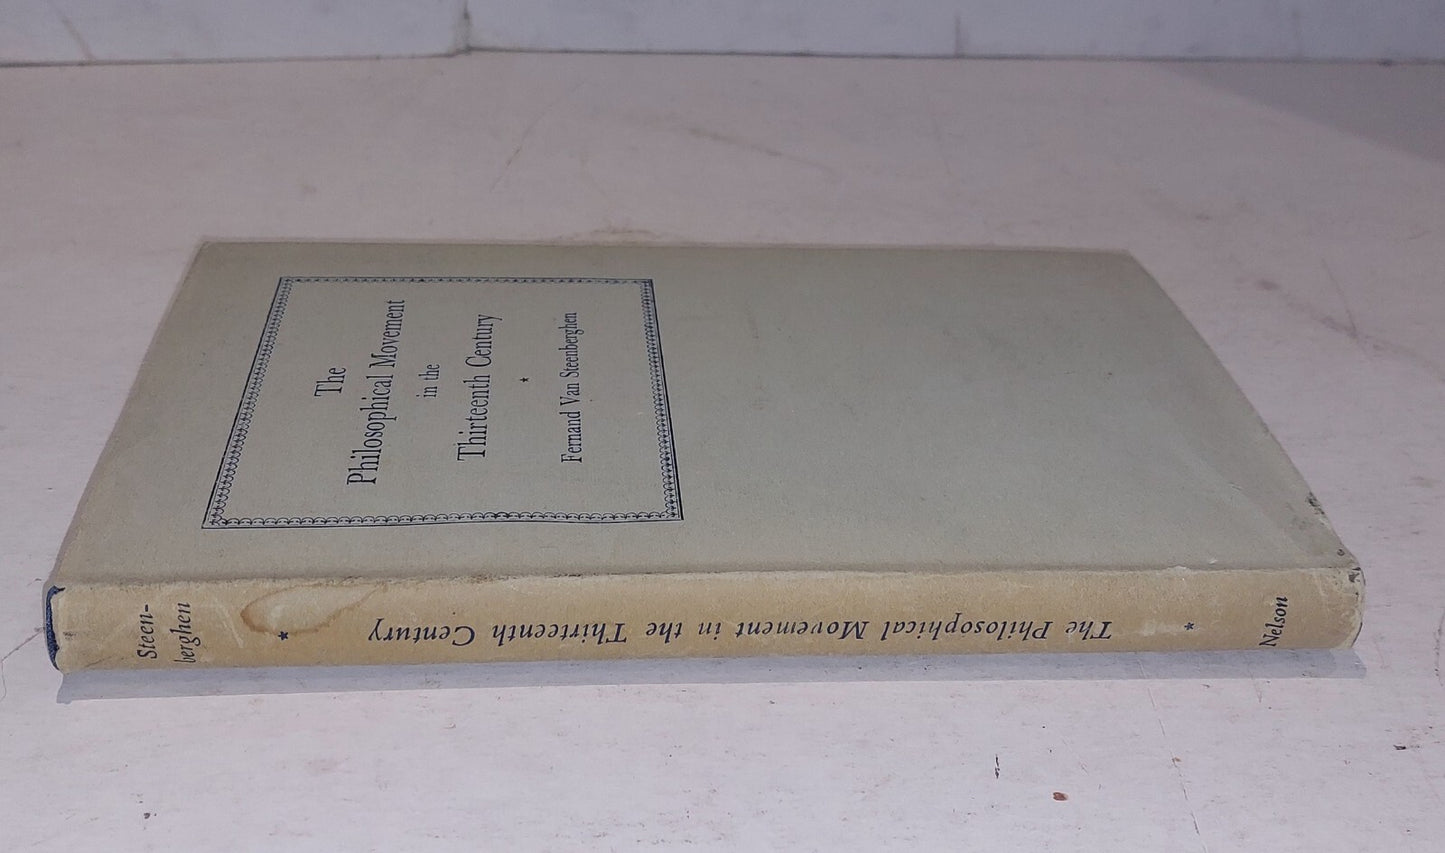 The
Philosophical Movement
in the
Thirteenth Century
★
Fernand Van Steenberghen
Steen-
berghen
★
The Philosophical Movement in the Thirteenth Century
★
Nelson